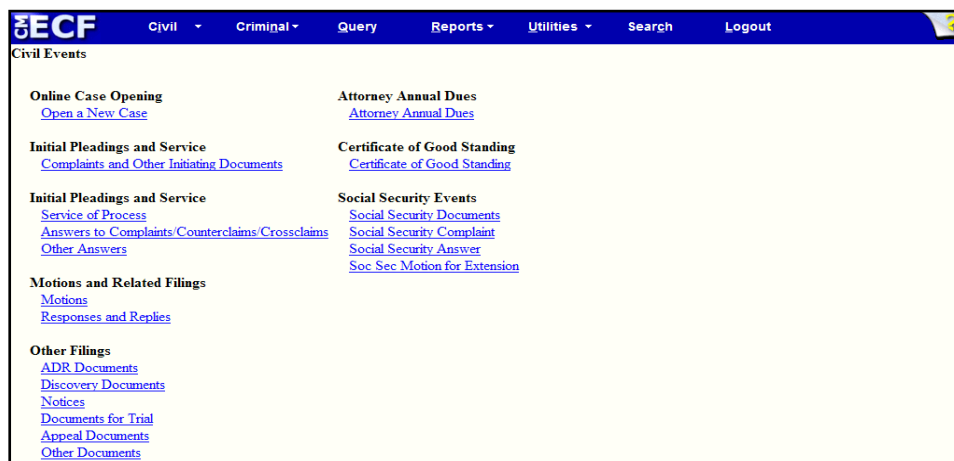 CM ECF Civil Criminal Query Reports Utilities Search Logout
Civil Events
Online Case Opening
Open a New Case
Initial Pleadings and Service
Complaints and Other Initiating Documents
Initial Pleadings and Service
Service of Process
Answers to Complaints/Counterclaims/Crossclaims
Other Answers
Motions and Related Filings
Motions
Responses and Replies
Other Filings
ADR Documents
Discovery Documents
Notices
Documents for Trial
Appeal Documents
Other Documents
Attorney Annual Dues
Attorney Annual Dues
Certificate of Good Standing
Certificate of Good Standing
Social Security Events
Social Security Documents
Social Security Complaint
Social Security Answer
Soc Sec Motion for Extension